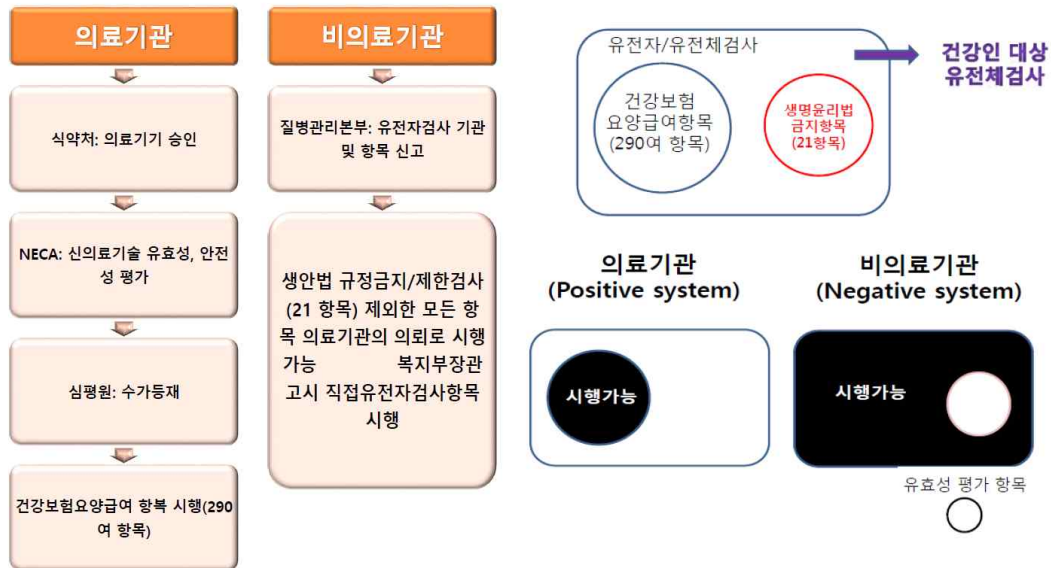 의료기관
식약처: 의료기기 승인
NECA: 신의료기술 유효성, 안전
성 평가
심평원: 수가등재
건강보험요양급여 항복 시행(290
여 항목)
비의료기관
질병관리본부: 유전자검사 기관
및 항목 신고
생안법 규정금지/제한검사
(21 항목) 제외한 모든 항
목 의료기관의 의뢰로 시행
가능 복지부장관
고시 직접유전자검사항목
시행
유전자/유전체검사
건강보험
요양급여항목
(290여 항목)
생명윤리법
금지항목
(21항목)
건강인 대상
유전체검사
의료기관
(Positive system)
시행가능
비의료기관
(Negative system)
시행가능
유효성 평가 항목